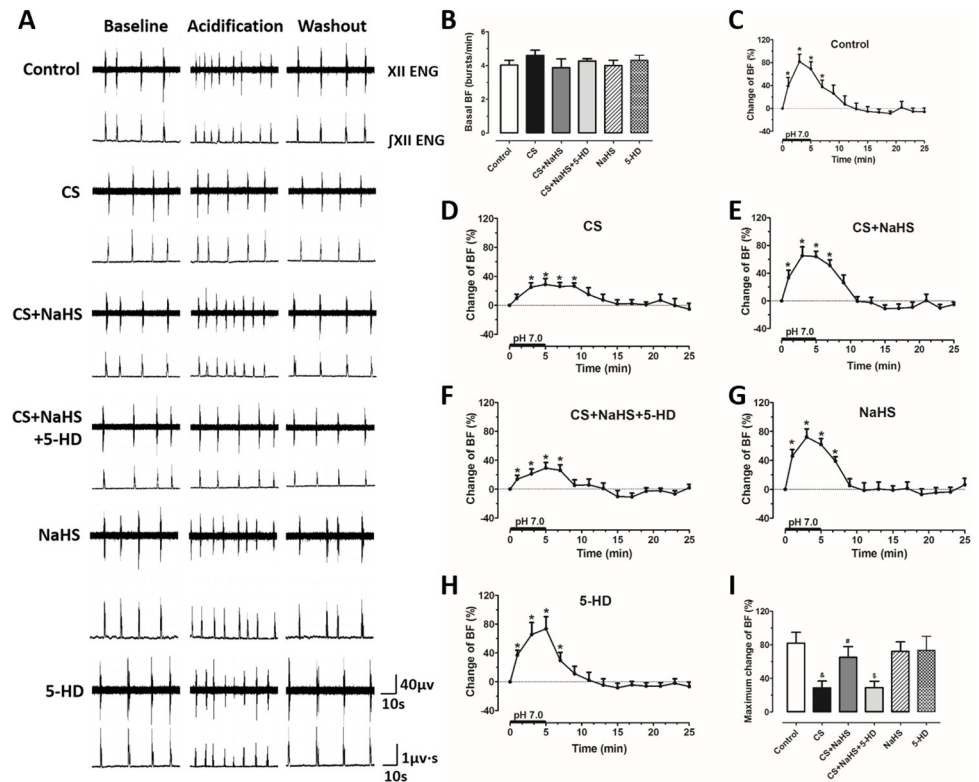 A
Baseline Acidification Washout
Control
XII ENG
∫XII ENG
CS
CS+NaHS
CS+NaHS
+5-HD
NaHS
5-HD
40μv
10s
1μv·s
10s
B
Basal BF (bursts/min)
8
6
4
2
0
Control
CS
CS+NaHS
CS+NaHS+5-HD
NaHS
5-HD
C
Control
Change of BF (%)
120
80
40
0
-40
* * * *
pH 7.0
0 5 10 15 20 25
Time (min)
D
CS
Change of BF (%)
120
80
40
0
-40
* * * * *
pH 7.0
0 5 10 15 20 25
Time (min)
E
CS+NaHS
Change of BF (%)
120
80
40
0
-40
* * * *
pH 7.0
0 5 10 15 20 25
Time (min)
F
CS+NaHS+5-HD
Change of BF (%)
120
80
40
0
-40
* * * *
pH 7.0
0 5 10 15 20 25
Time (min)
G
NaHS
Change of BF (%)
120
80
40
0
-40
* * * *
pH 7.0
0 5 10 15 20 25
Time (min)
H
5-HD
Change of BF (%)
120
80
40
0
-40
* * * *
pH 7.0
0 5 10 15 20 25
Time (min)
I
Maximum change of BF (%)
120
80
40
0
& # $
Control
CS
CS+NaHS
CS+NaHS+5-HD
NaHS
5-HD